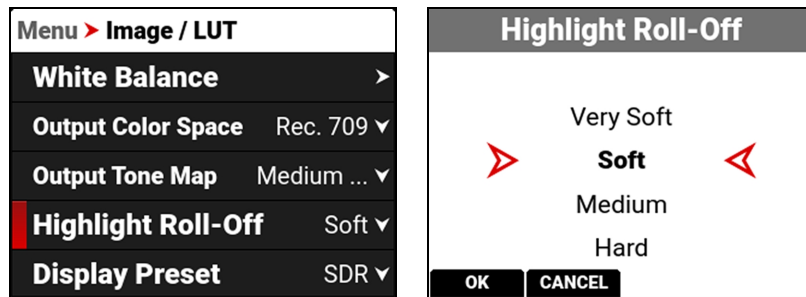 Menu > Image / LUT
White Balance >
Output Color Space Rec. 709
Output Tone Map Medium ...
Highlight Roll-Off Soft
Display Preset SDR
Highlight Roll-Off
Very Soft
Soft
Medium
Hard
OK CANCEL